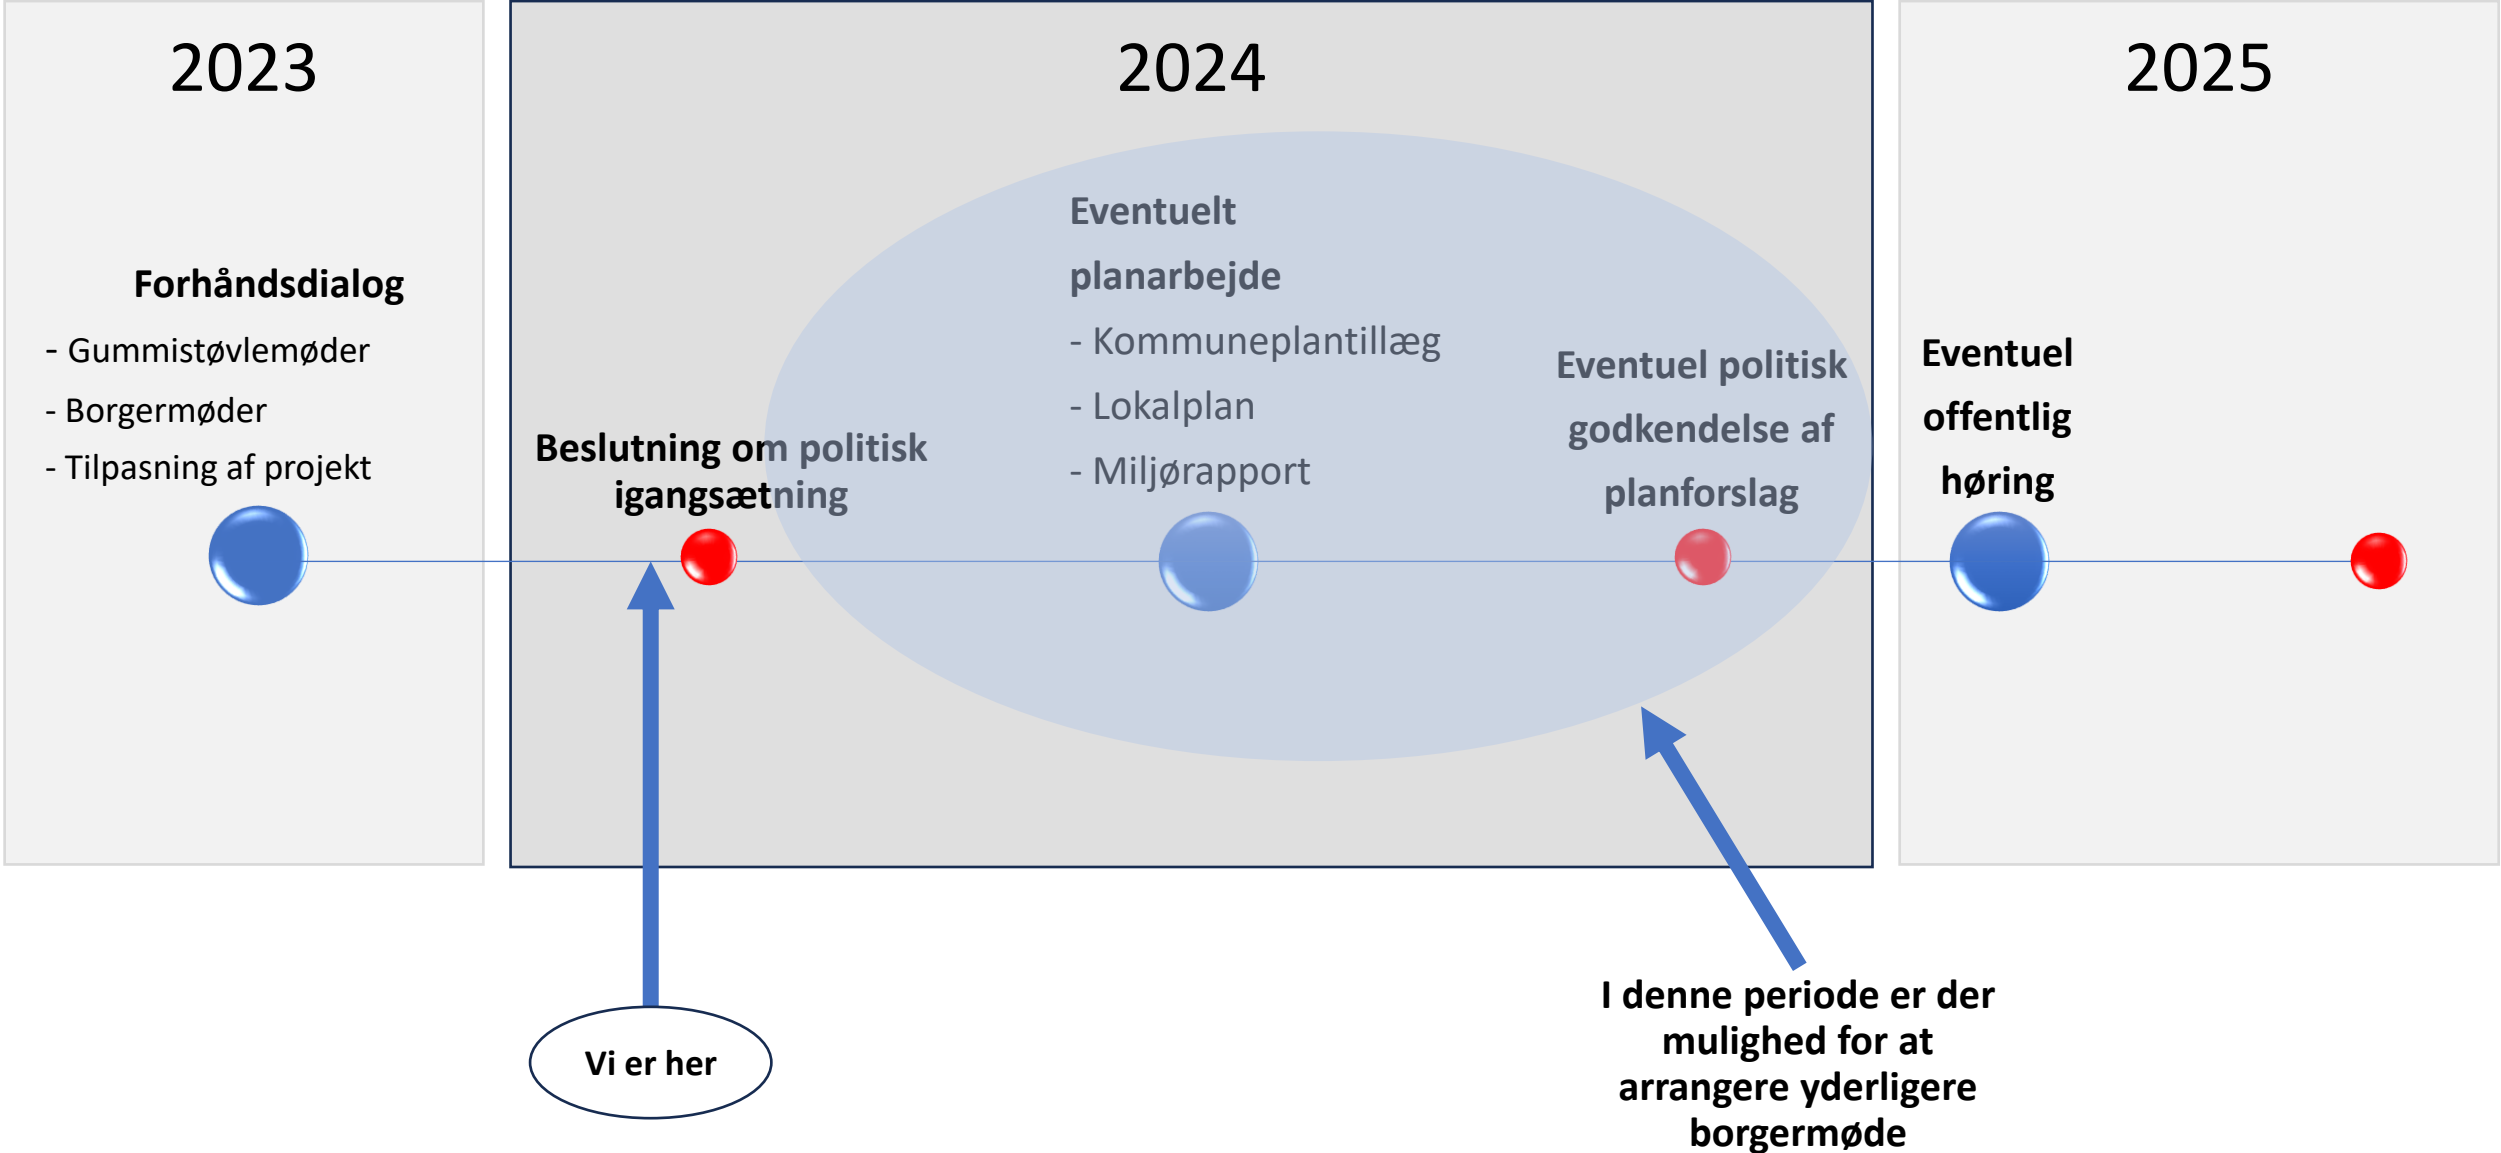 2023
Forhåndsdialog
- Gummistøvlemøder
- Borgermøder
- Tilpasning af projekt
2024
Beslutning om politisk
igangsætning
Eventuelt
planarbejde
- Kommuneplantillæg
- Lokalplan
- Miljørapport
Eventuel politisk
godkendelse af
planforslag
2025
Eventuel
offentlig
høring
Vi er her
I denne periode er der
mulighed for at
arrangere yderligere
borgermøde